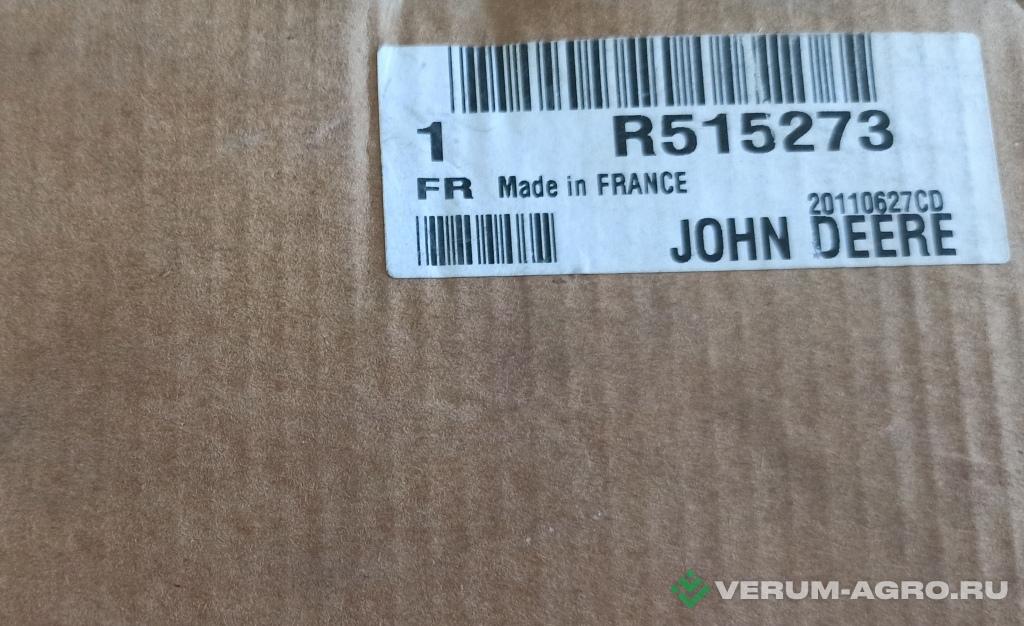 1 R515273
FR Made in FRANCE
20110627CD
JOHN DEERE
VERUM-AGRO.RU